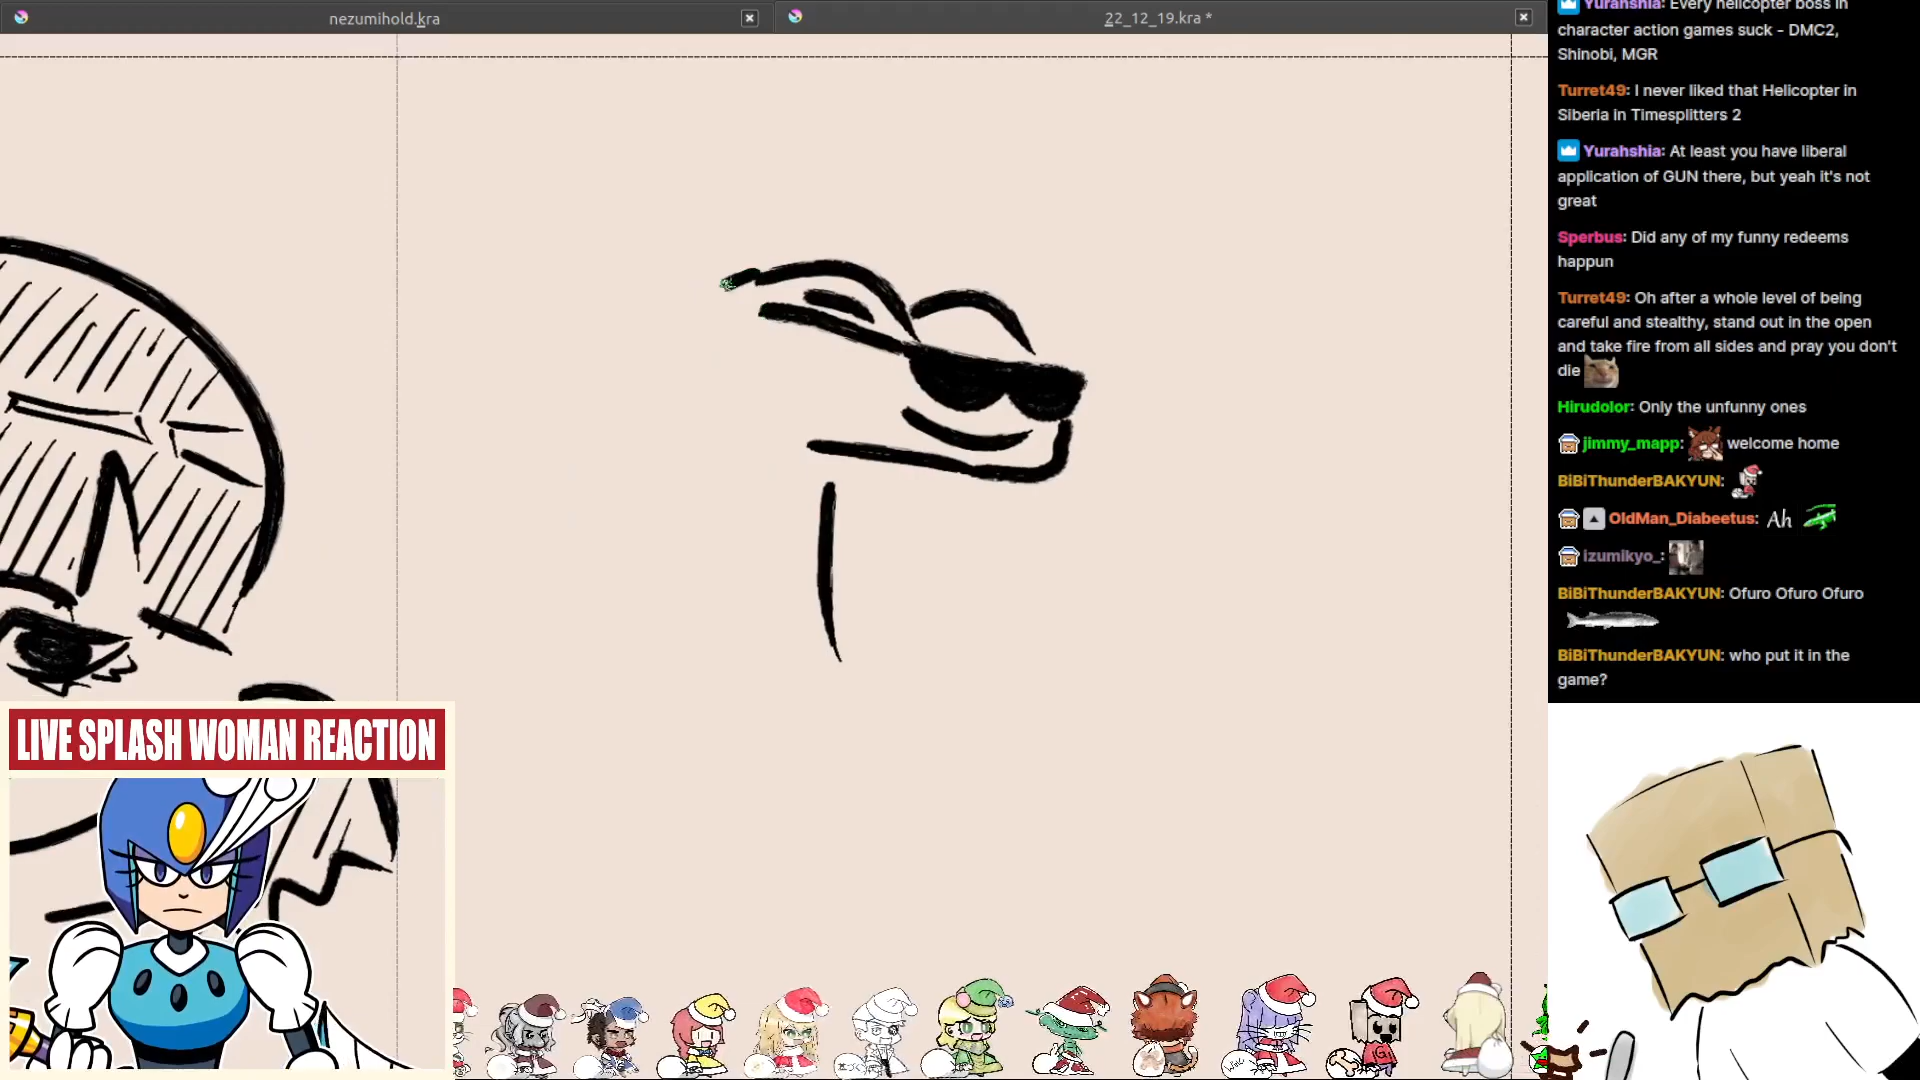 nezumihold.kra
22_12_19.kra *
Yurahshia: Every helicopter boss in
character action games suck - DMC2,
Shinobi, MGR
Turret49: I never liked that Helicopter in
Siberia in Timesplitters 2
Yurahshia: At least you have liberal
application of GUN there, but yeah it's not
great
Sperbus: Did any of my funny redeems
happun
Turret49: Oh after a whole level of being
careful and stealthy, stand out in the open
and take fire from all sides and pray you don't
die
Hirudolor: Only the unfunny ones
jimmy_mapp: welcome home
BiBiThunderBAKYUN:
OldMan_Diabeetus: Ah
izumikyo_:
BiBiThunderBAKYUN: Ofuro Ofuro Ofuro
BiBiThunderBAKYUN: who put it in the
game?
LIVE SPLASH WOMAN REACTION